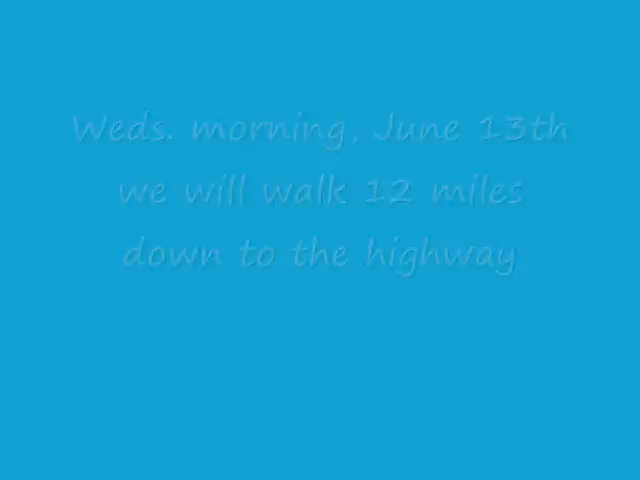 Weds. morning, June 13th
we will walk 12 miles
down to the highway